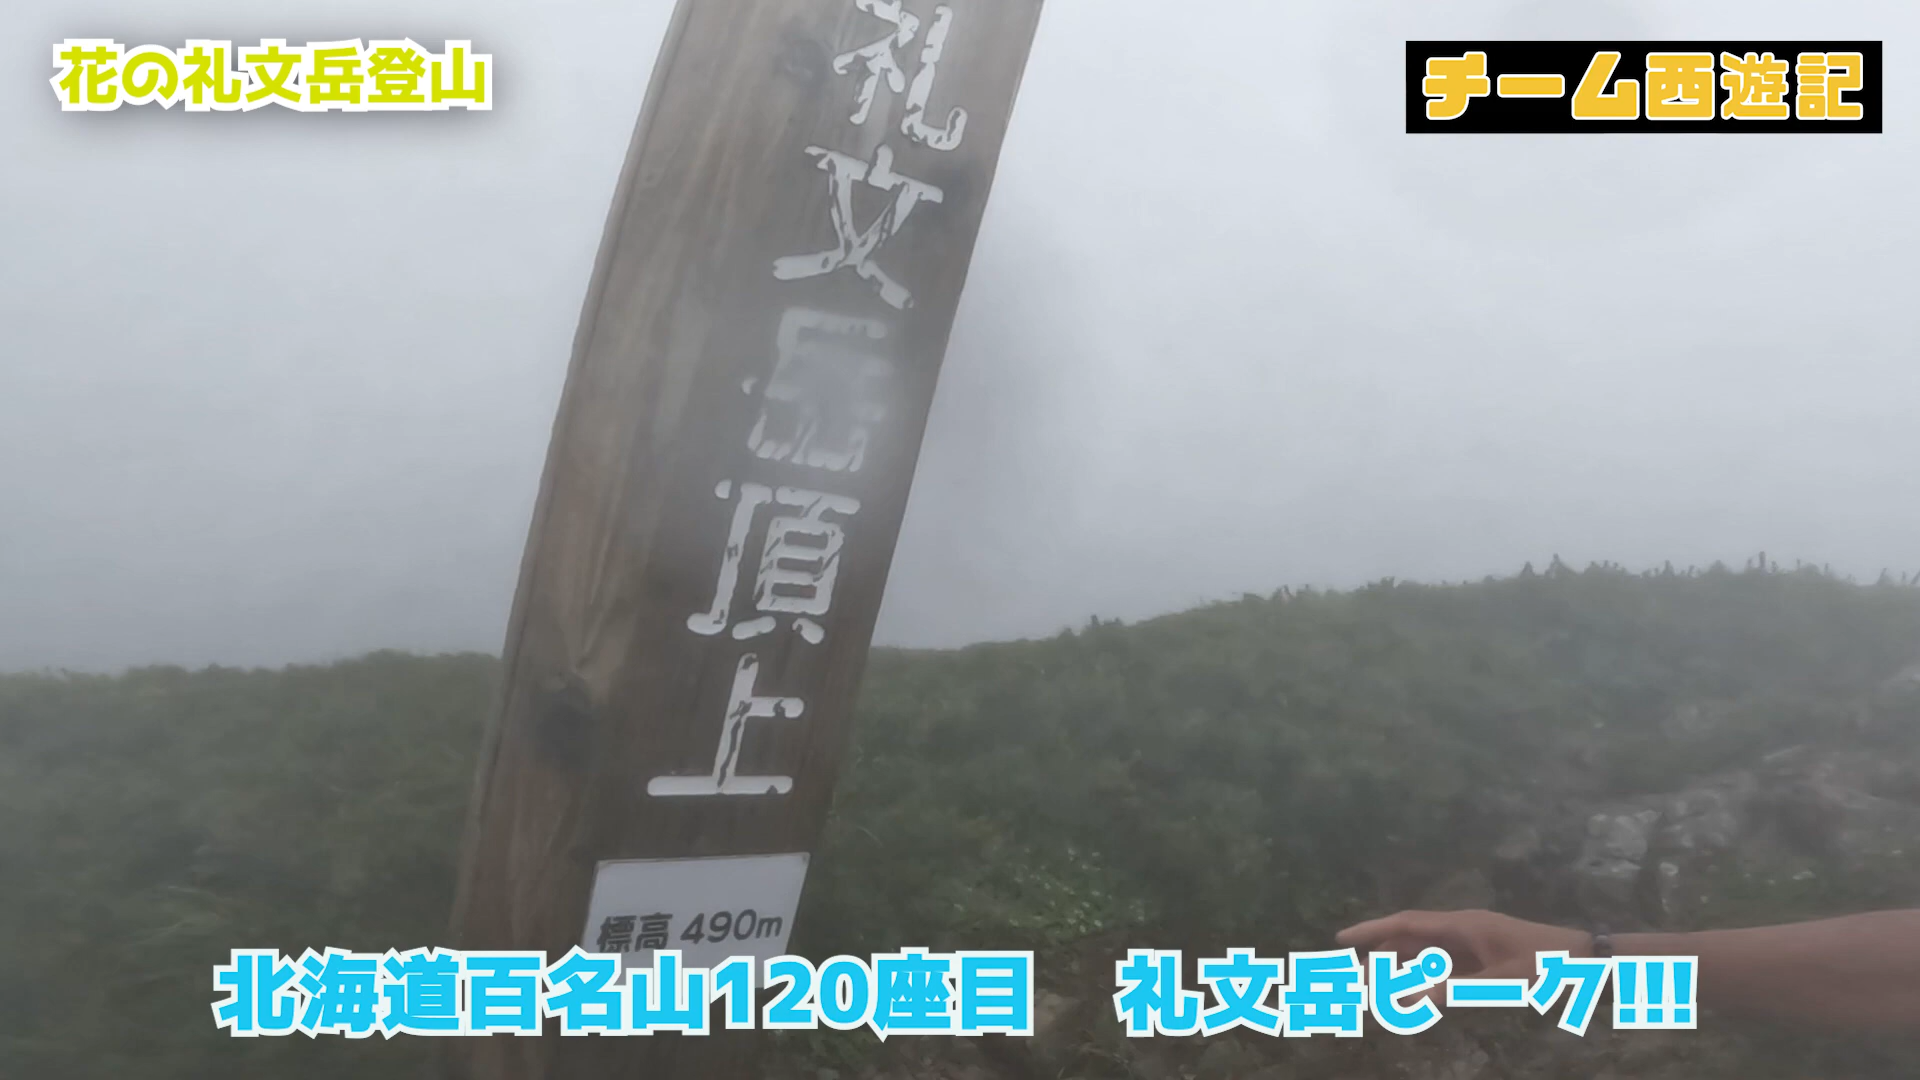 花の礼文岳登山
チーム西遊記
礼文岳頂上
標高 490m
北海道百名山120座目 礼文岳ピーク!!!